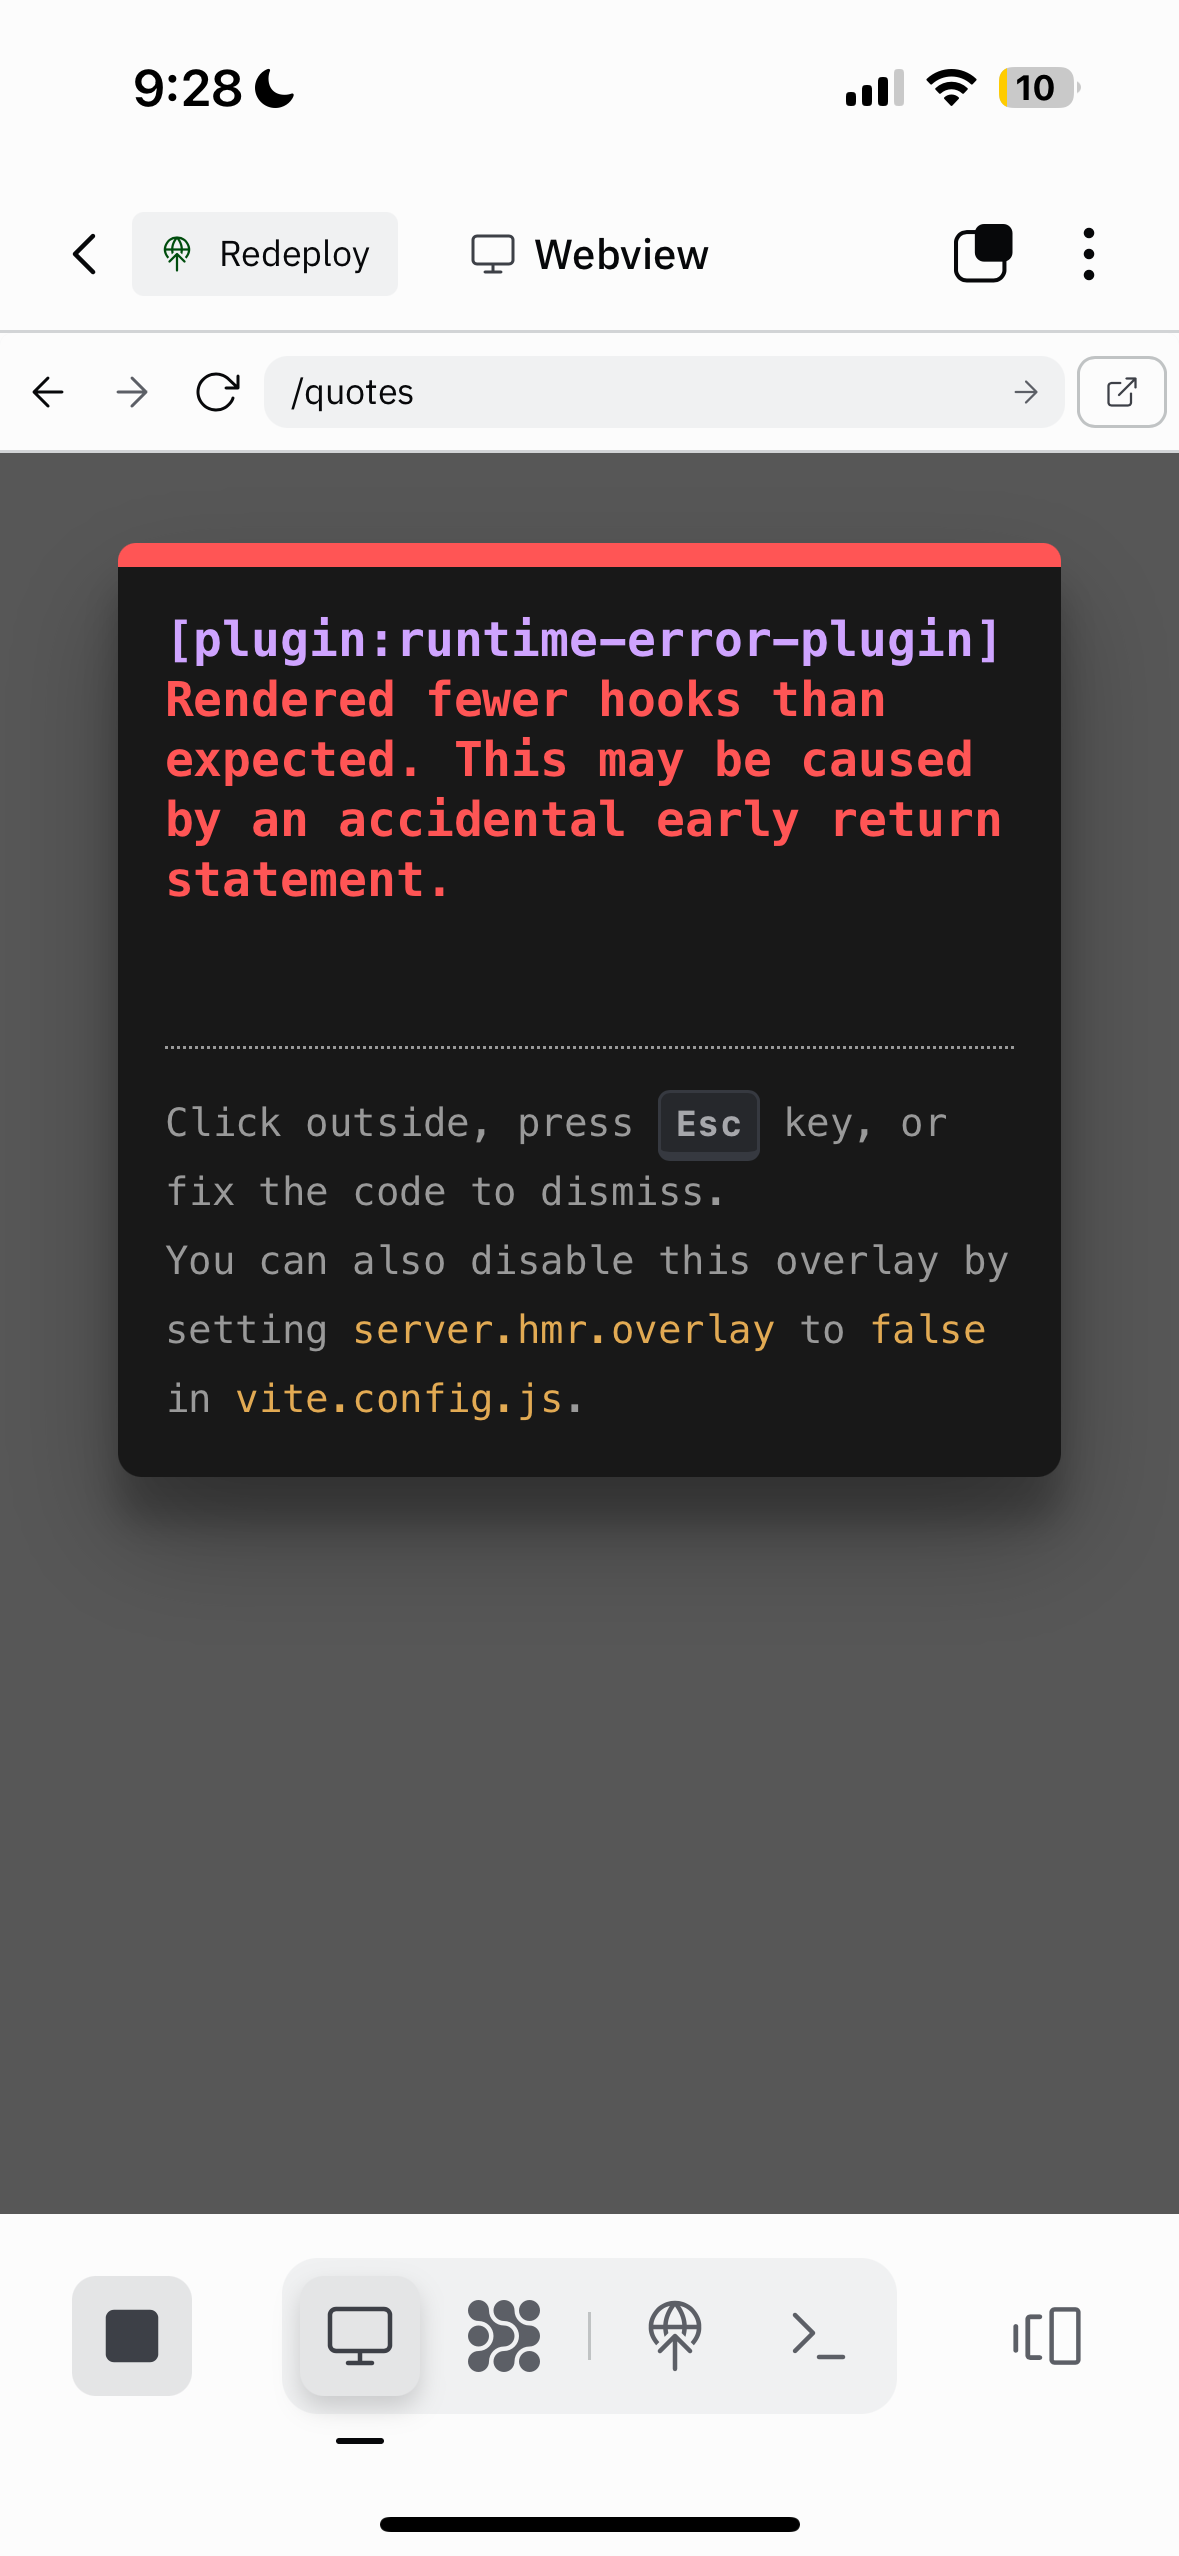 9:28
10
Redeploy
Webview
/quotes
[plugin:runtime-error-plugin]
Rendered fewer hooks than
expected. This may be caused
by an accidental early return
statement.
Click outside, press Esc key, or
fix the code to dismiss.
You can also disable this overlay by
setting server.hmr.overlay to false
in vite.config.js.